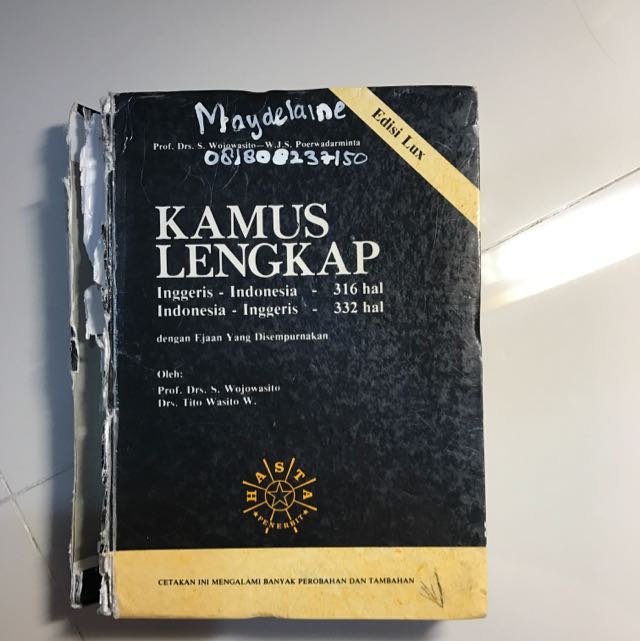 Maydelaine
Edisi Lux
Prof. Drs. S. Wojowasito—W.J.S. Poerwadarminta
081808237150
KAMUS
LENGKAP
Inggeris - Indonesia - 316 hal
Indonesia - Inggeris - 332 hal
dengan Ejaan Yang Disempurnakan
Oleh:
Prof. Drs. S. Wojowasito
Drs. Tito Wasito W.
HASTA
PENERBIT
CETAKAN INI MENGALAMI BANYAK PEROBAHAN DAN TAMBAHAN